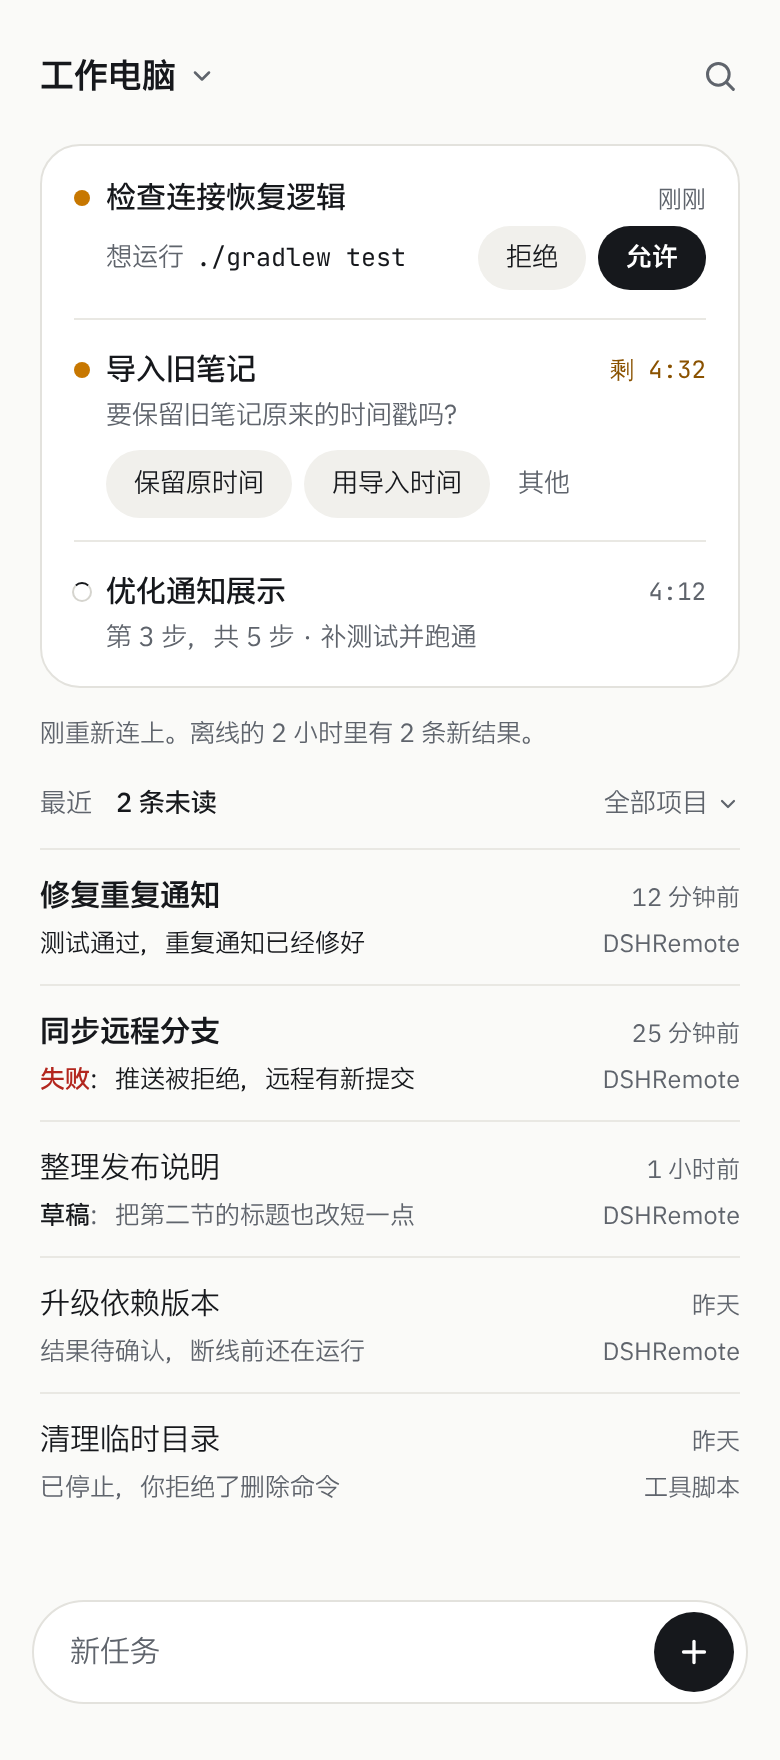 工作电脑
检查连接恢复逻辑 刚刚
想运行 ./gradlew test 拒绝 允许
导入旧笔记 剩 4:32
要保留旧笔记原来的时间戳吗?
保留原时间 用导入时间 其他
优化通知展示 4:12
第 3 步，共 5 步 · 补测试并跑通
刚重新连上。离线的 2 小时里有 2 条新结果。
最近 2 条未读 全部项目
修复重复通知 12 分钟前
测试通过，重复通知已经修好 DSHRemote
同步远程分支 25 分钟前
失败：推送被拒绝，远程有新提交 DSHRemote
整理发布说明 1 小时前
草稿：把第二节的标题也改短一点 DSHRemote
升级依赖版本 昨天
结果待确认，断线前还在运行 DSHRemote
清理临时目录 昨天
已停止，你拒绝了删除命令 工具脚本
新任务